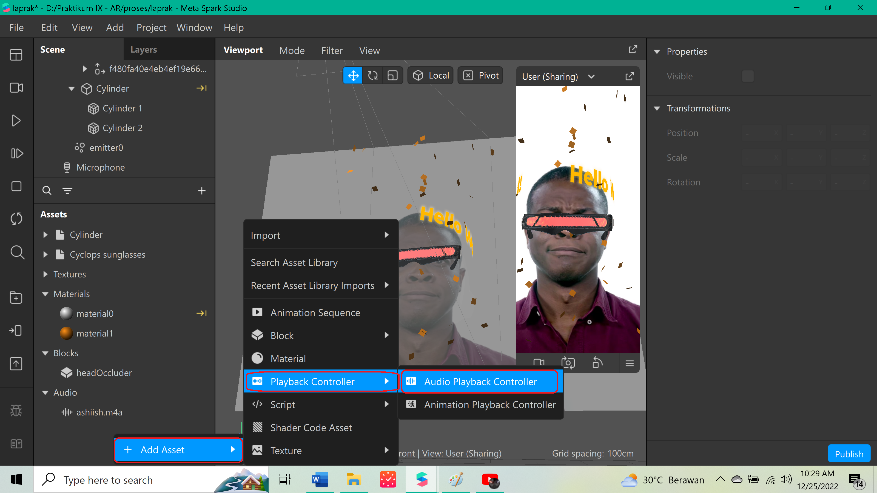 laprak* - D:/Praktikum IX - AR/proses/laprak - Meta Spark Studio
File Edit View Add Project Window Help
Scene Layers
f480fa40e4eb4ef19e66...
Cylinder
Cylinder 1
Cylinder 2
emitter0
Microphone
Assets
Cylinder
Cyclops sunglasses
Textures
Materials
material0
material1
Blocks
headOccluder
Audio
ashiish.m4a
+ Add Asset
Viewport Mode Filter View
Local Pivot
Hello
Import
Search Asset Library
Recent Asset Library Imports
Animation Sequence
Block
Material
Playback Controller
Script
Shader Code Asset
Texture
Audio Playback Controller
Animation Playback Controller
ront | View: User (Sharing) Grid spacing: 100cm
User (Sharing)
Hello
Properties
Visible
Transformations
Position
Scale
Rotation
Publish
Type here to search
30°C Berawan
10:29 AM
12/25/2022
14